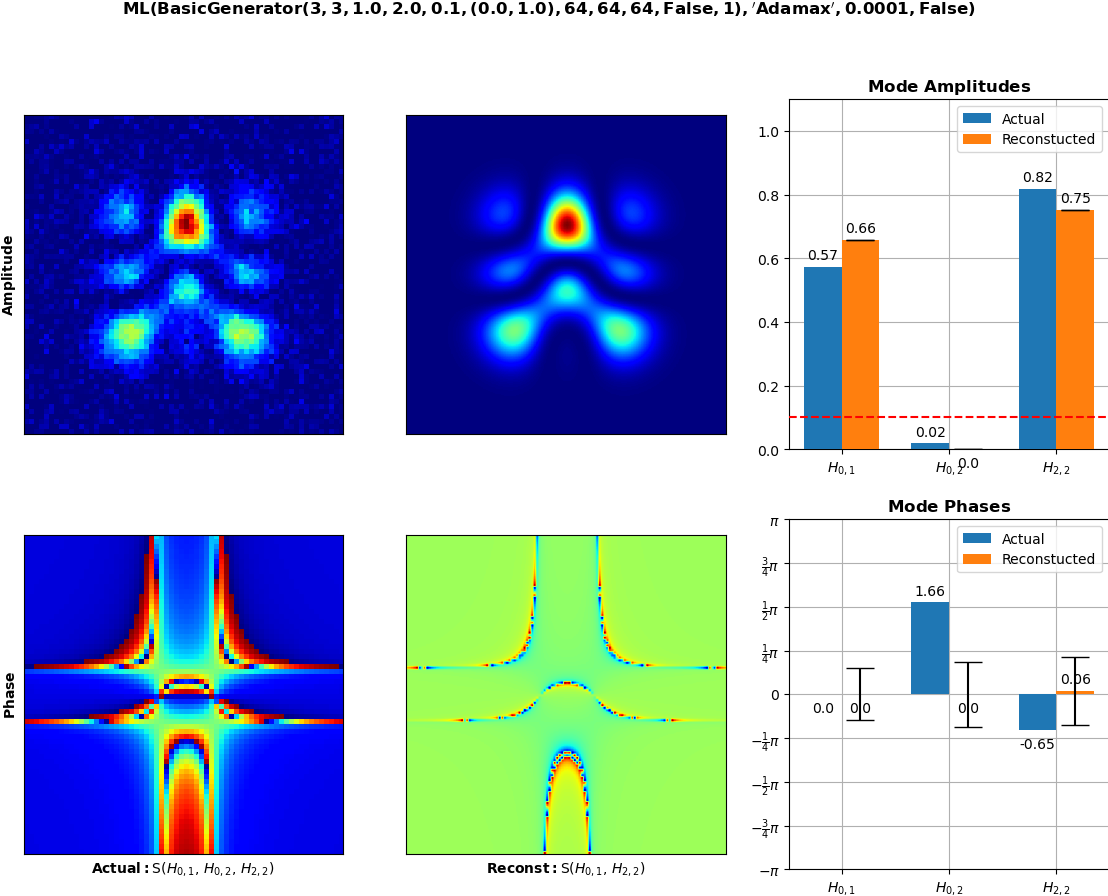 ML(BasicGenerator(3, 3, 1.0, 2.0, 0.1, (0.0, 1.0), 64, 64, 64, False, 1), ′Adamax′, 0.0001, False)
Amplitude
Mode Amplitudes
Actual
Reconstucted
1.0
0.8
0.6
0.4
0.2
0.0
0.57
0.66
0.02
0.0
0.82
0.75
H0,1
H0,2
H2,2
Phase
Actual: S(H0,1, H0,2, H2,2)
Reconst: S(H0,1, H2,2)
Mode Phases
Actual
Reconstucted
π
3/4π
1/2π
1/4π
0
−1/4π
−1/2π
−3/4π
−π
0.0
0.0
1.66
0.0
-0.65
0.06
H0,1
H0,2
H2,2